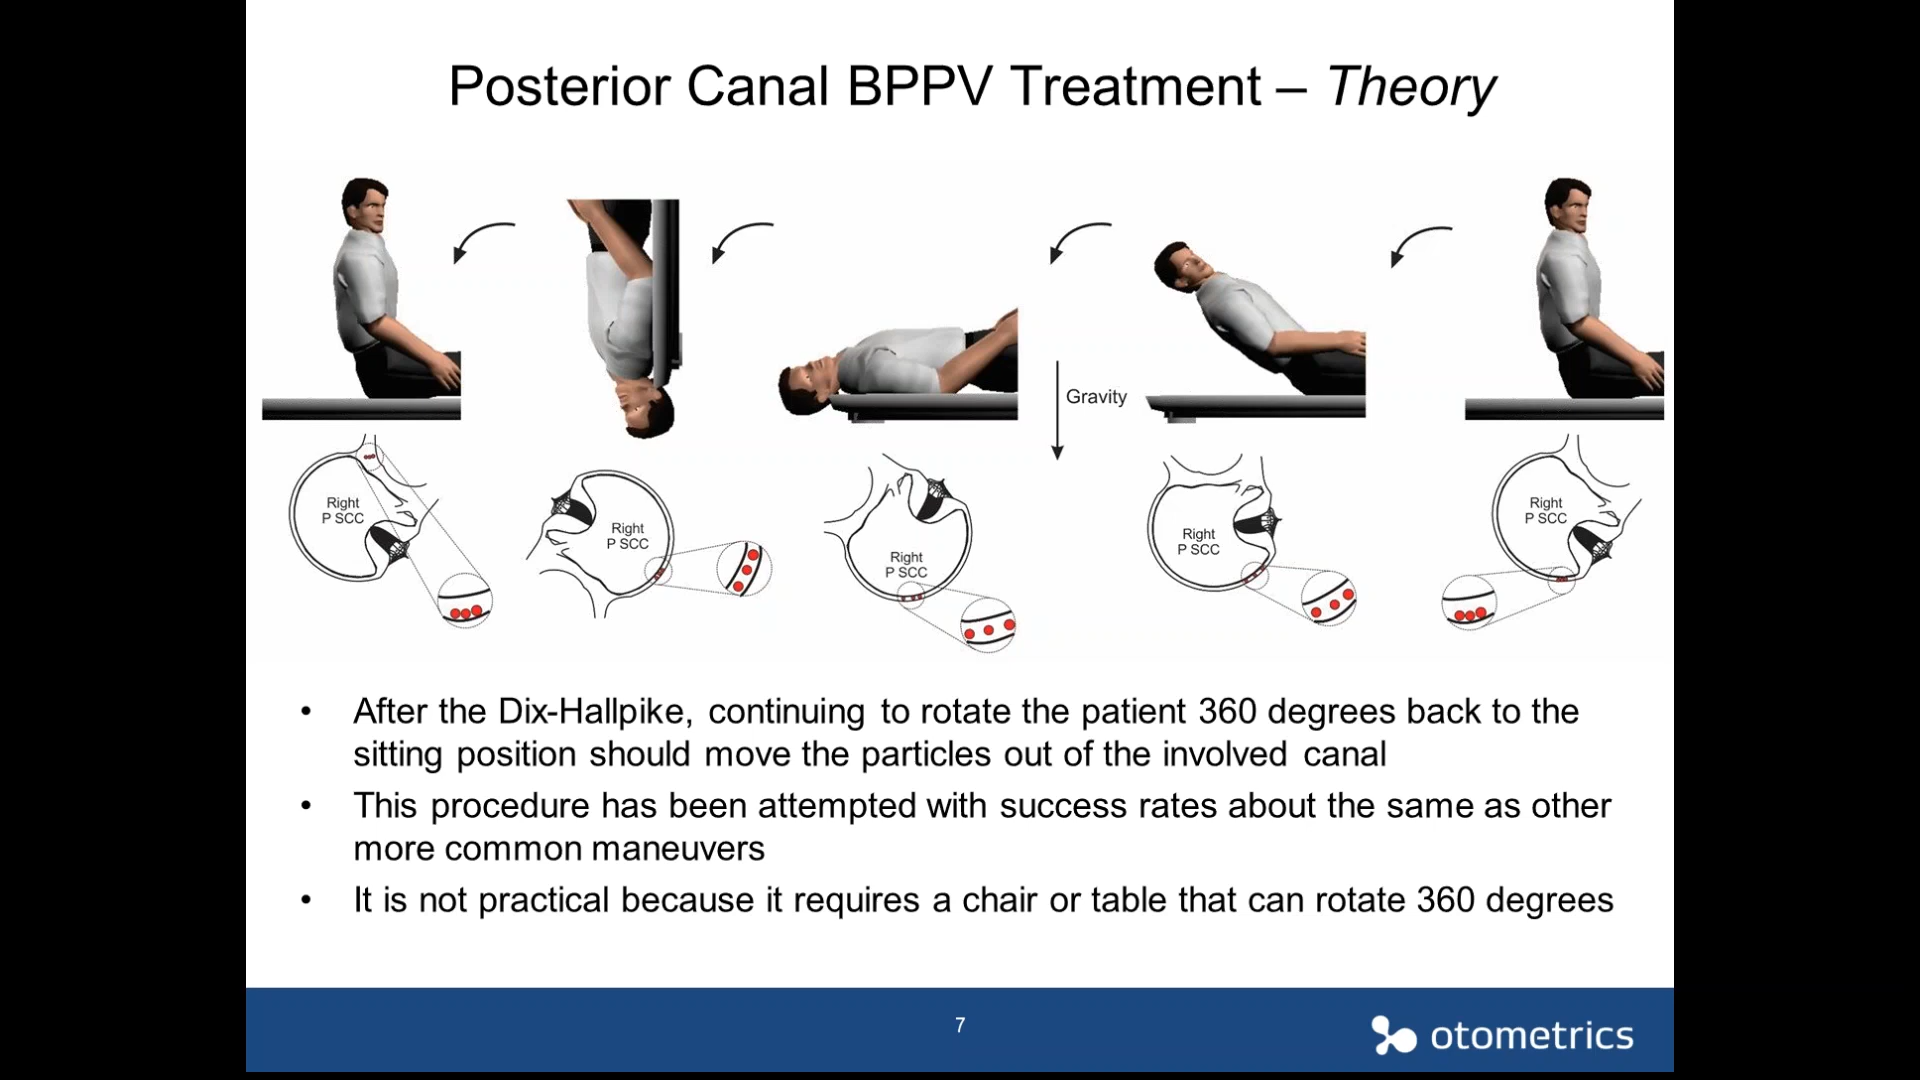 Posterior Canal BPPV Treatment – Theory
Gravity
Right
P SCC
Right
P SCC
Right
P SCC
Right
P SCC
Right
P SCC
• After the Dix-Hallpike, continuing to rotate the patient 360 degrees back to the
sitting position should move the particles out of the involved canal
• This procedure has been attempted with success rates about the same as other
more common maneuvers
• It is not practical because it requires a chair or table that can rotate 360 degrees
7
otometrics